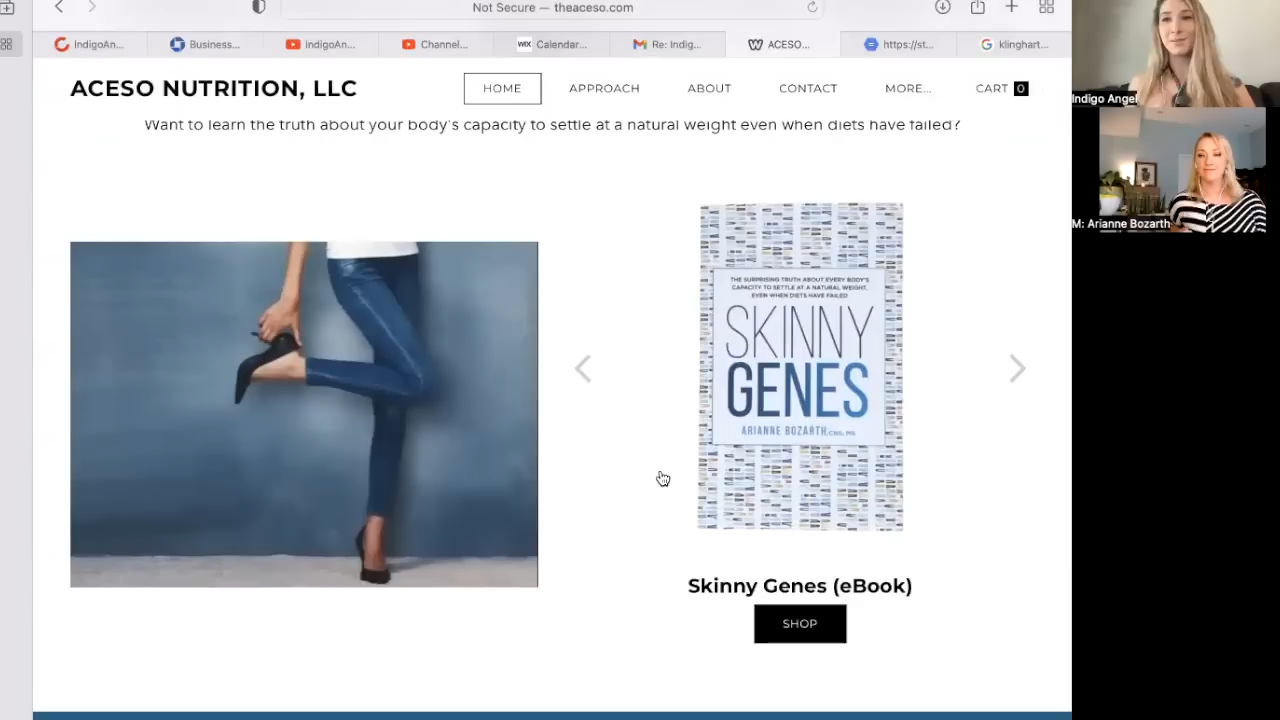 Not Secure — theaceso.com
IndigoAn...
Business...
IndigoAn...
Channel...
WIX Calendar...
Re: Indig...
ACESO...
https://st...
klinghart...
ACESO NUTRITION, LLC
HOME
APPROACH
ABOUT
CONTACT
MORE...
CART 0
Want to learn the truth about your body's capacity to settle at a natural weight even when diets have failed?
THE SURPRISING TRUTH ABOUT EVERY BODY'S
CAPACITY TO SETTLE AT A NATURAL WEIGHT,
EVEN WHEN DIETS HAVE FAILED
SKINNY
GENES
ARIANNE BOZARTH, CNS, MS
Skinny Genes (eBook)
SHOP
Indigo Angel
M: Arianne Bozarth